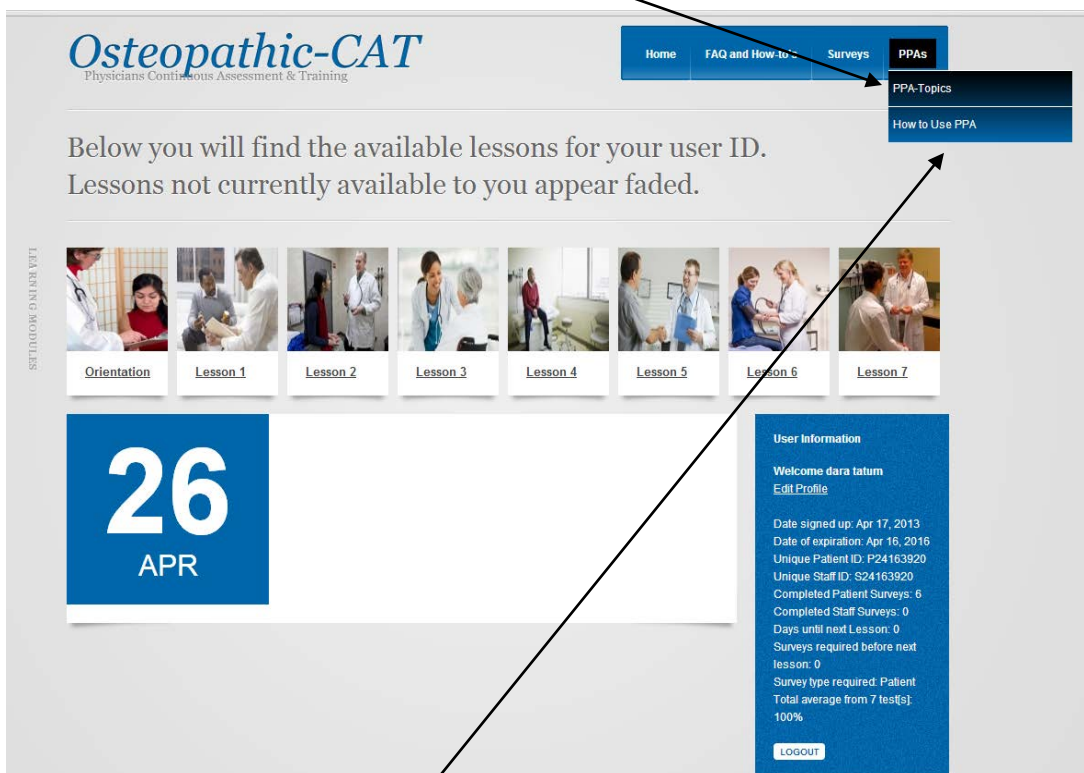 Osteopathic-CAT
Physicians Continuous Assessment & Training
Home FAQ and How-to's Surveys PPAs
PPA-Topics
How to Use PPA
Below you will find the available lessons for your user ID.
Lessons not currently available to you appear faded.
LEARNING MODULES
Orientation Lesson 1 Lesson 2 Lesson 3 Lesson 4 Lesson 5 Lesson 6 Lesson 7
26
APR
User Information
Welcome dara tatum
Edit Profile
Date signed up: Apr 17, 2013
Date of expiration: Apr 16, 2016
Unique Patient ID: P24163920
Unique Staff ID: S24163920
Completed Patient Surveys: 6
Completed Staff Surveys: 0
Days until next Lesson: 0
Surveys required before next
lesson: 0
Survey type required: Patient
Total average from 7 test[s]:
100%
LOGOUT